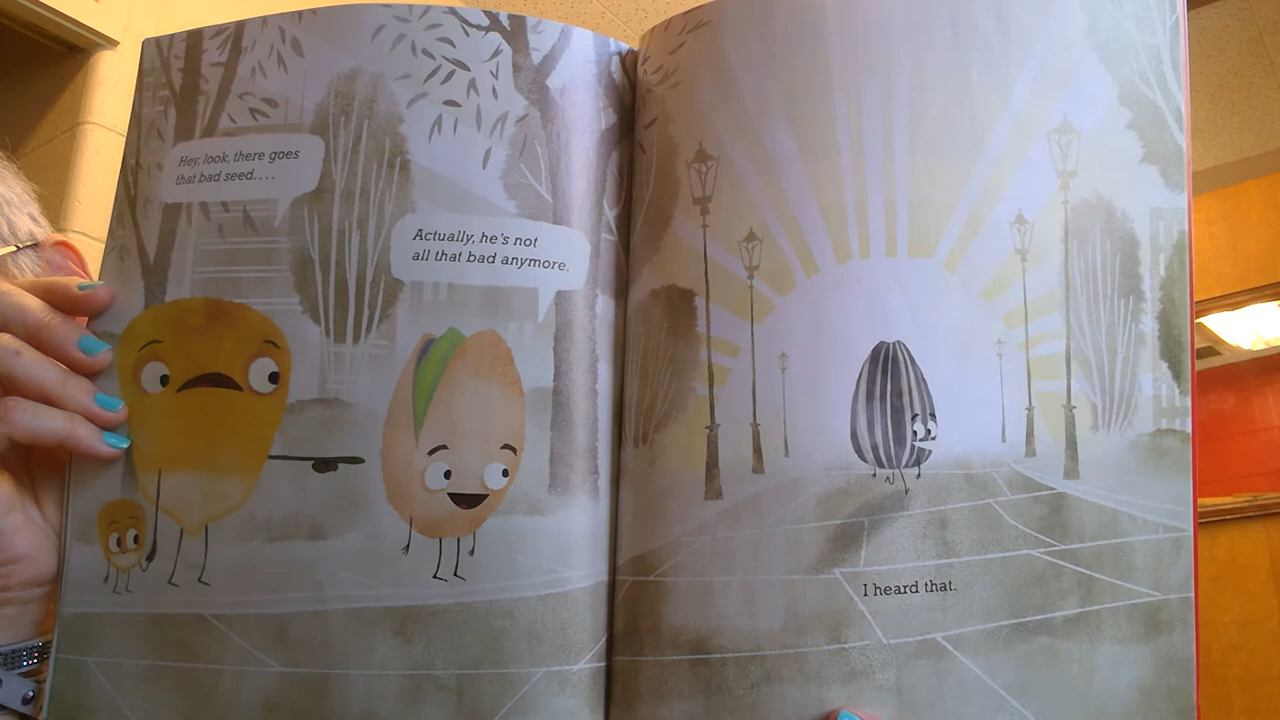 Hey, look, there goes
that bad seed....
Actually, he's not
all that bad anymore.
I heard that.